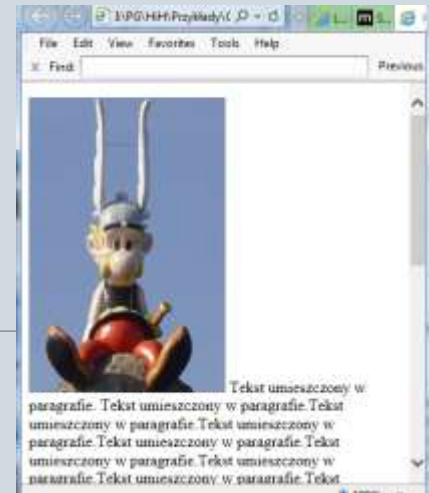 File Edit View Favorites Tools Help
x Find: Previous
Tekst umieszczony w
paragrafie. Tekst umieszczony w paragrafie.Tekst
umieszczony w paragrafie.Tekst umieszczony w
paragrafie.Tekst umieszczony w paragrafie.Tekst
umieszczony w paragrafie.Tekst umieszczony w
paragrafie.Tekst umieszczony w paragrafie.Tekst